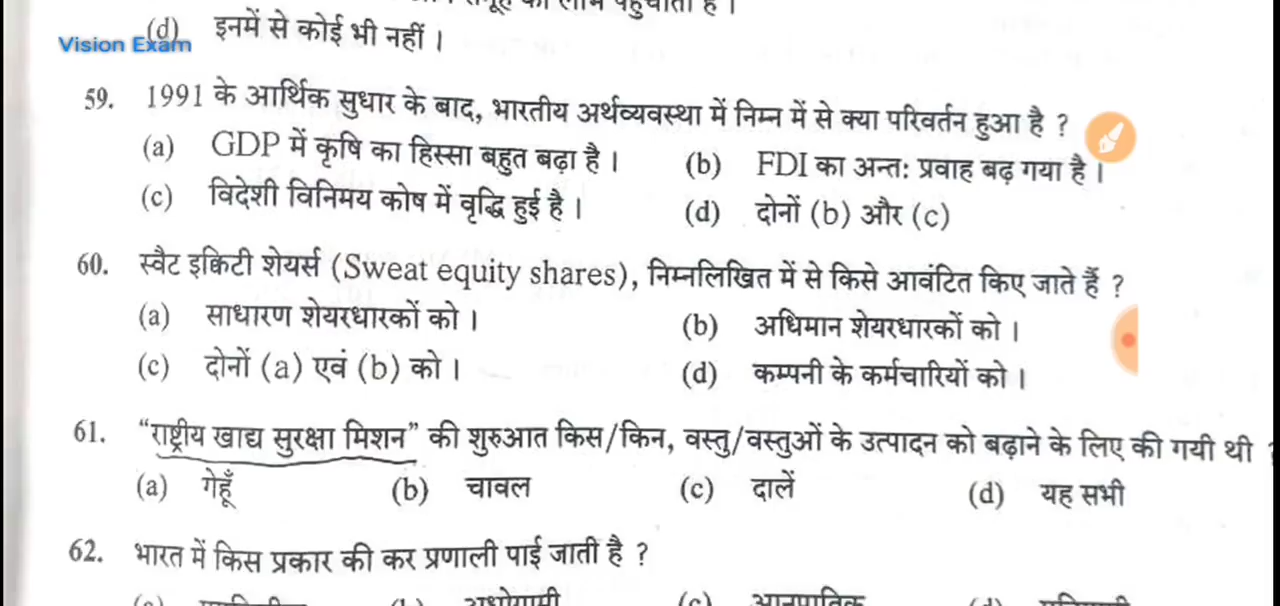 (d) इनमें से कोई भी नहीं ।
Vision Exam
59. 1991 के आर्थिक सुधार के बाद, भारतीय अर्थव्यवस्था में निम्न में से क्या परिवर्तन हुआ है ?
(a) GDP में कृषि का हिस्सा बहुत बढ़ा है । (b) FDI का अन्तः प्रवाह बढ़ गया है ।
(c) विदेशी विनिमय कोष में वृद्धि हुई है । (d) दोनों (b) और (c)
60. स्वैट इक्विटी शेयर्स (Sweat equity shares), निम्नलिखित में से किसे आवंटित किए जाते हैं ?
(a) साधारण शेयरधारकों को । (b) अधिमान शेयरधारकों को ।
(c) दोनों (a) एवं (b) को । (d) कम्पनी के कर्मचारियों को ।
61. “राष्ट्रीय खाद्य सुरक्षा मिशन” की शुरुआत किस/किन, वस्तु/वस्तुओं के उत्पादन को बढ़ाने के लिए की गयी थी ?
(a) गेहूँ (b) चावल (c) दालें (d) यह सभी
62. भारत में किस प्रकार की कर प्रणाली पाई जाती है ?